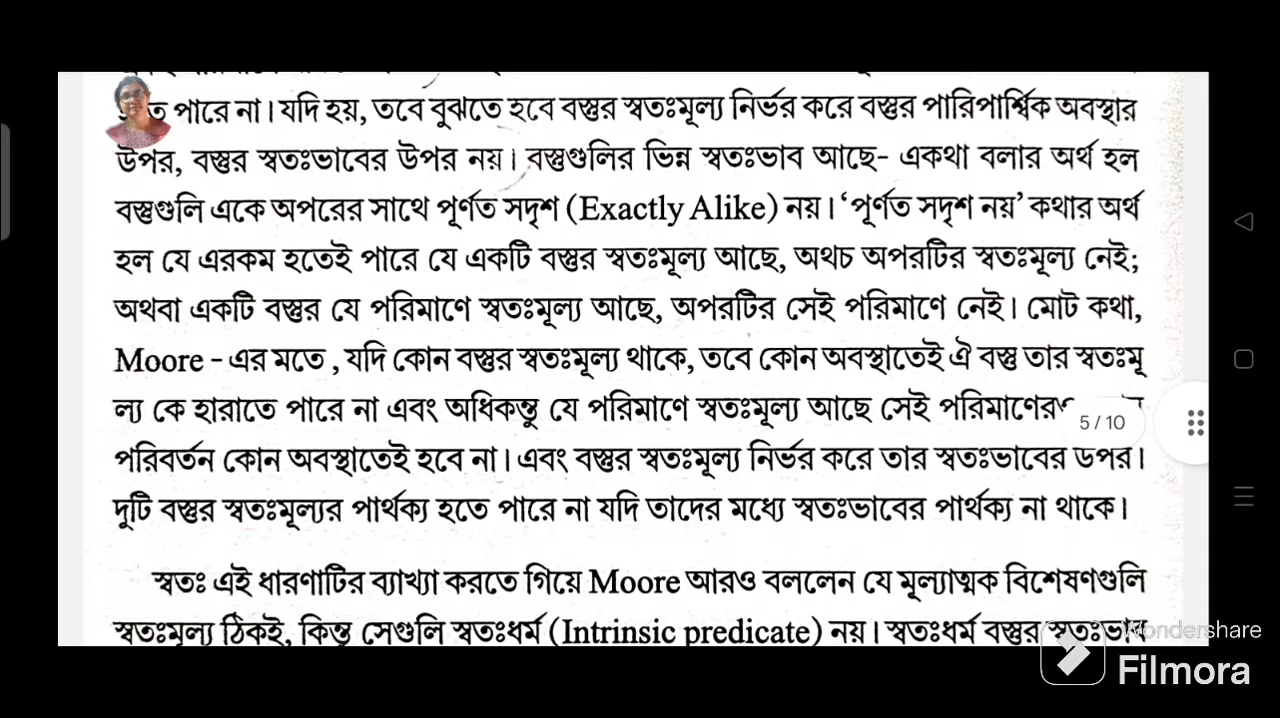 পারে না। যদি হয়, তবে বুঝতে হবে বস্তুর স্বতঃমূল্য নির্ভর করে বস্তুর পারিপার্শ্বিক অবস্থার
উপর, বস্তুর স্বতঃভাবের উপর নয়। বস্তুগুলির ভিন্ন স্বতঃভাব আছে- একথা বলার অর্থ হল
বস্তুগুলি একে অপরের সাথে পূর্ণত সদৃশ (Exactly Alike) নয়। ‘পূর্ণত সদৃশ নয়’ কথার অর্থ
হল যে এরকম হতেই পারে যে একটি বস্তুর স্বতঃমূল্য আছে, অথচ অপরটির স্বতঃমূল্য নেই;
অথবা একটি বস্তুর যে পরিমাণে স্বতঃমূল্য আছে, অপরটির সেই পরিমাণে নেই। মোট কথা,
Moore - এর মতে , যদি কোন বস্তুর স্বতঃমূল্য থাকে, তবে কোন অবস্থাতেই ঐ বস্তু তার স্বতঃমূ
ল্য কে হারাতে পারে না এবং অধিকন্তু যে পরিমাণে স্বতঃমূল্য আছে সেই পরিমাণের
5 / 10
পরিবর্তন কোন অবস্থাতেই হবে না। এবং বস্তুর স্বতঃমূল্য নির্ভর করে তার স্বতঃভাবের উপর।
দুটি বস্তুর স্বতঃমূল্যর পার্থক্য হতে পারে না যদি তাদের মধ্যে স্বতঃভাবের পার্থক্য না থাকে।
স্বতঃ এই ধারণাটির ব্যাখ্যা করতে গিয়ে Moore আরও বললেন যে মূল্যাত্মক বিশেষণগুলি
স্বতঃমূল্য ঠিকই, কিন্তু সেগুলি স্বতঃধর্ম (Intrinsic predicate) নয়। স্বতঃধর্ম বস্তুর স্বতঃভাব
Wondershare
Filmora